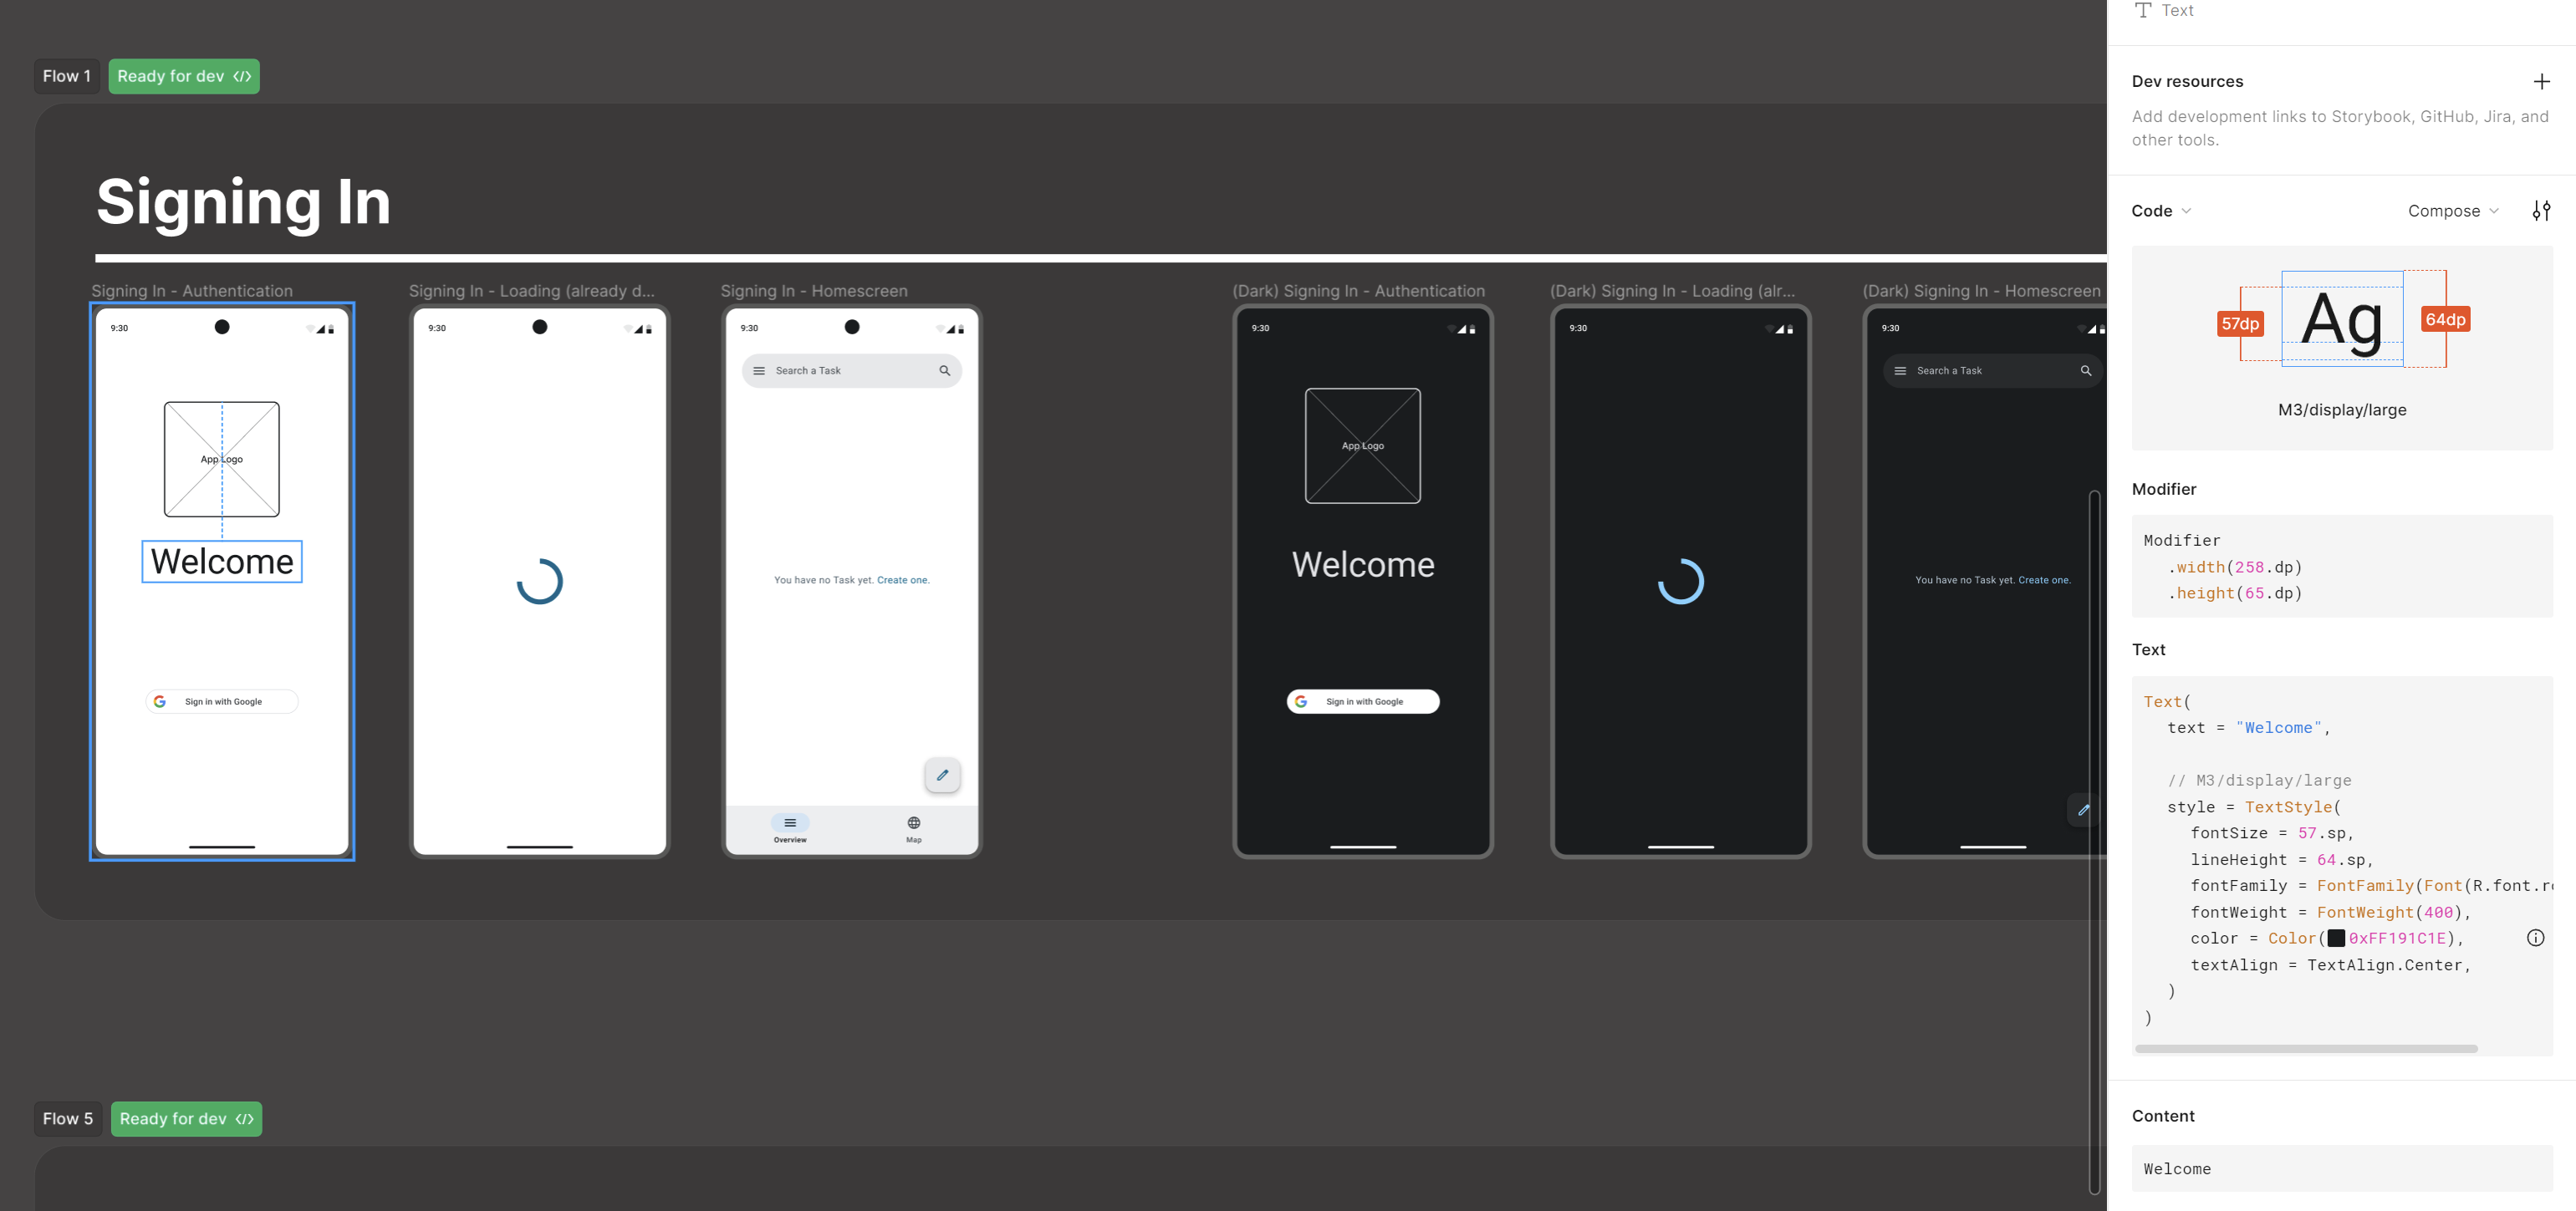 Flow 1 Ready for dev </>
Signing In
Signing In - Authentication
Signing In - Loading (already d...
Signing In - Homescreen
(Dark) Signing In - Authentication
(Dark) Signing In - Loading (alr...
(Dark) Signing In - Homescreen
9:30
App Logo
Welcome
Sign in with Google
9:30
9:30
Search a Task
You have no Task yet. Create one.
Overview
Map
9:30
App Logo
Welcome
Sign in with Google
9:30
9:30
Search a Task
You have no Task yet. Create one.
Flow 5 Ready for dev </>
Text
Dev resources
Add development links to Storybook, GitHub, Jira, and
other tools.
Code Compose
57dp Ag 64dp
M3/display/large
Modifier
Modifier
.width(258.dp)
.height(65.dp)
Text
Text(
text = "Welcome",
// M3/display/large
style = TextStyle(
fontSize = 57.sp,
lineHeight = 64.sp,
fontFamily = FontFamily(Font(R.font.r
fontWeight = FontWeight(400),
color = Color(0xFF191C1E),
textAlign = TextAlign.Center,
)
)
Content
Welcome